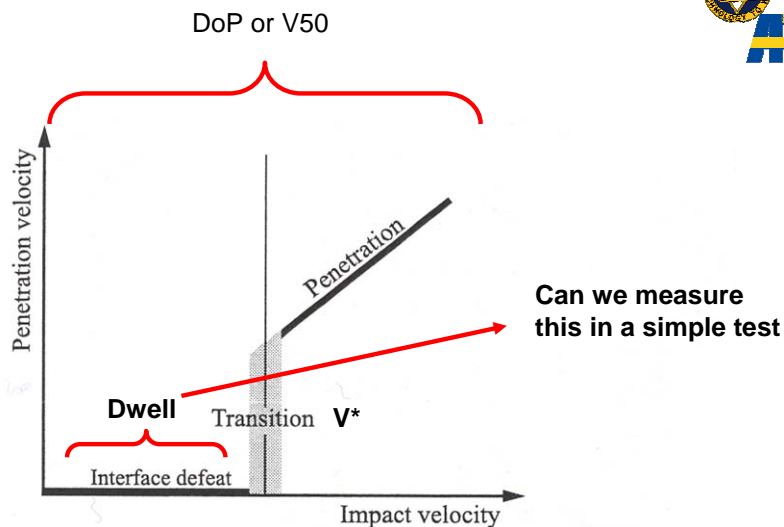 DoP or V50
Penetration velocity
Penetration
Can we measure
this in a simple test
Dwell
Transition V*
Interface defeat
Impact velocity